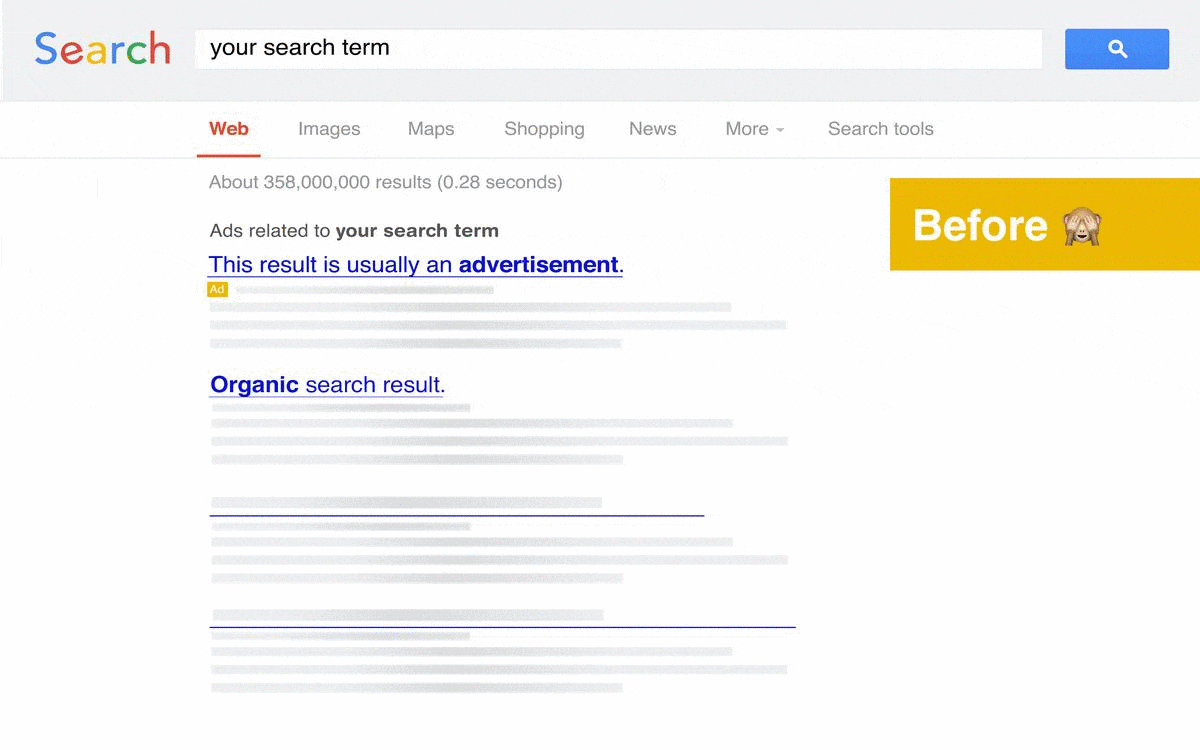 Search
your search term
Web Images Maps Shopping News More Search tools
About 358,000,000 results (0.28 seconds)
Before 🙈
Ads related to your search term
This result is usually an advertisement.
Ad
Organic search result.